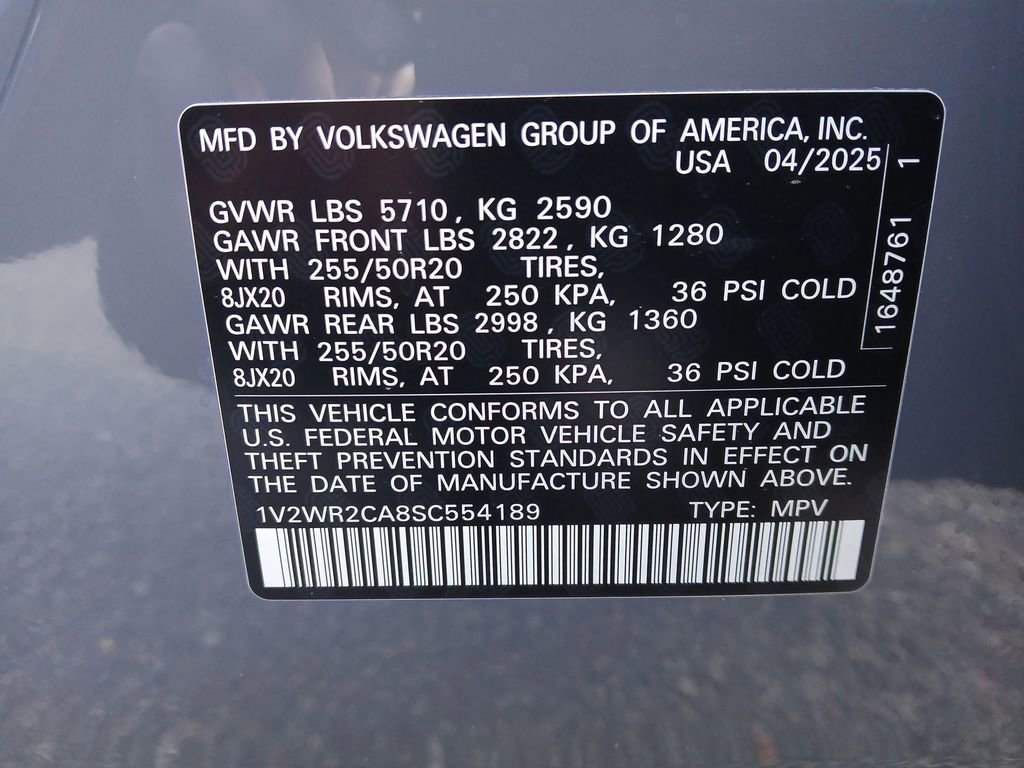 MFD BY VOLKSWAGEN GROUP OF AMERICA, INC.
USA 04/2025
GVWR LBS 5710, KG 2590
GAWR FRONT LBS 2822, KG 1280
WITH 255/50R20 TIRES,
8JX20 RIMS, AT 250 KPA, 36 PSI COLD
GAWR REAR LBS 2998, KG 1360
WITH 255/50R20 TIRES,
8JX20 RIMS, AT 250 KPA, 36 PSI COLD
THIS VEHICLE CONFORMS TO ALL APPLICABLE
U.S. FEDERAL MOTOR VEHICLE SAFETY AND
THEFT PREVENTION STANDARDS IN EFFECT ON
THE DATE OF MANUFACTURE SHOWN ABOVE.
1V2WR2CA8SC554189 TYPE: MPV
1648761 1